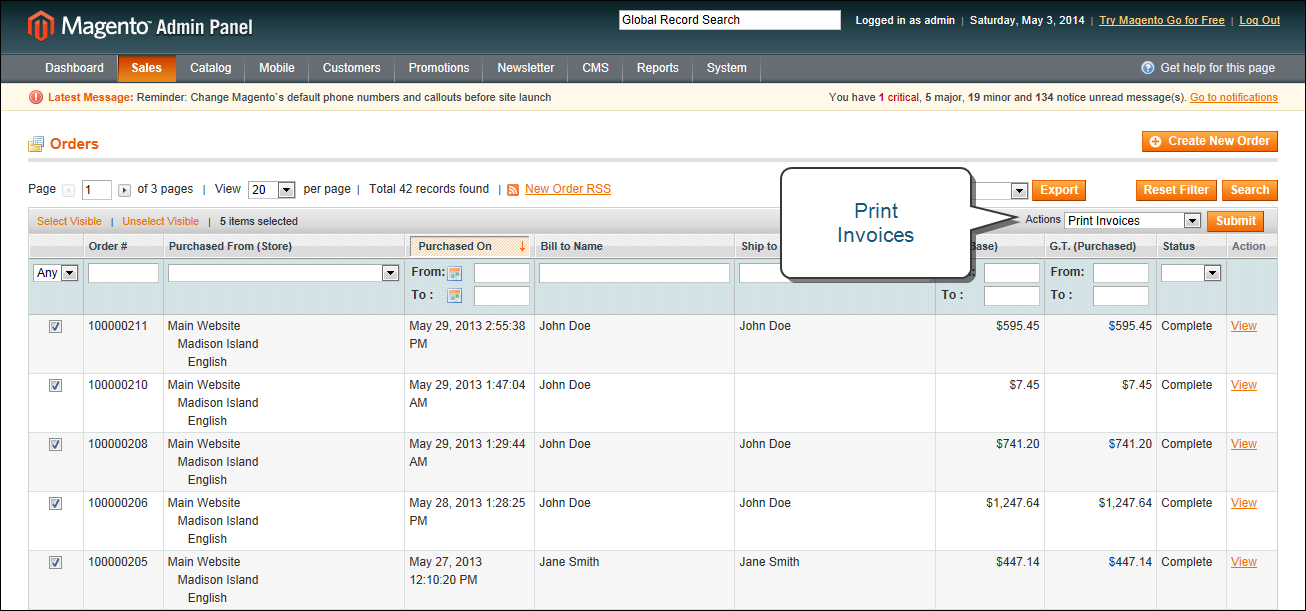 Magento™ Admin Panel
Global Record Search
Logged in as admin | Saturday, May 3, 2014 | Try Magento Go for Free | Log Out
Dashboard Sales Catalog Mobile Customers Promotions Newsletter CMS Reports System Get help for this page
Latest Message: Reminder: Change Magento`s default phone numbers and callouts before site launch You have 1 critical, 5 major, 19 minor and 134 notice unread message(s). Go to notifications
Orders Create New Order
Page 1 of 3 pages | View 20 per page | Total 42 records found | New Order RSS Export Reset Filter Search
Print
Invoices
Select Visible | Unselect Visible | 5 items selected Actions Print Invoices Submit
Order # Purchased From (Store) Purchased On Bill to Name Ship to Base) G.T. (Purchased) Status Action
Any From: : From:
To : To : To :
100000211 Main Website May 29, 2013 2:55:38 John Doe John Doe $595.45 $595.45 Complete View
Madison Island PM
English
100000210 Main Website May 29, 2013 1:47:04 John Doe $7.45 $7.45 Complete View
Madison Island AM
English
100000208 Main Website May 29, 2013 1:29:44 John Doe John Doe $741.20 $741.20 Complete View
Madison Island AM
English
100000206 Main Website May 28, 2013 1:28:25 John Doe John Doe $1,247.64 $1,247.64 Complete View
Madison Island PM
English
100000205 Main Website May 27, 2013 Jane Smith Jane Smith $447.14 $447.14 Complete View
Madison Island 12:10:20 PM
English